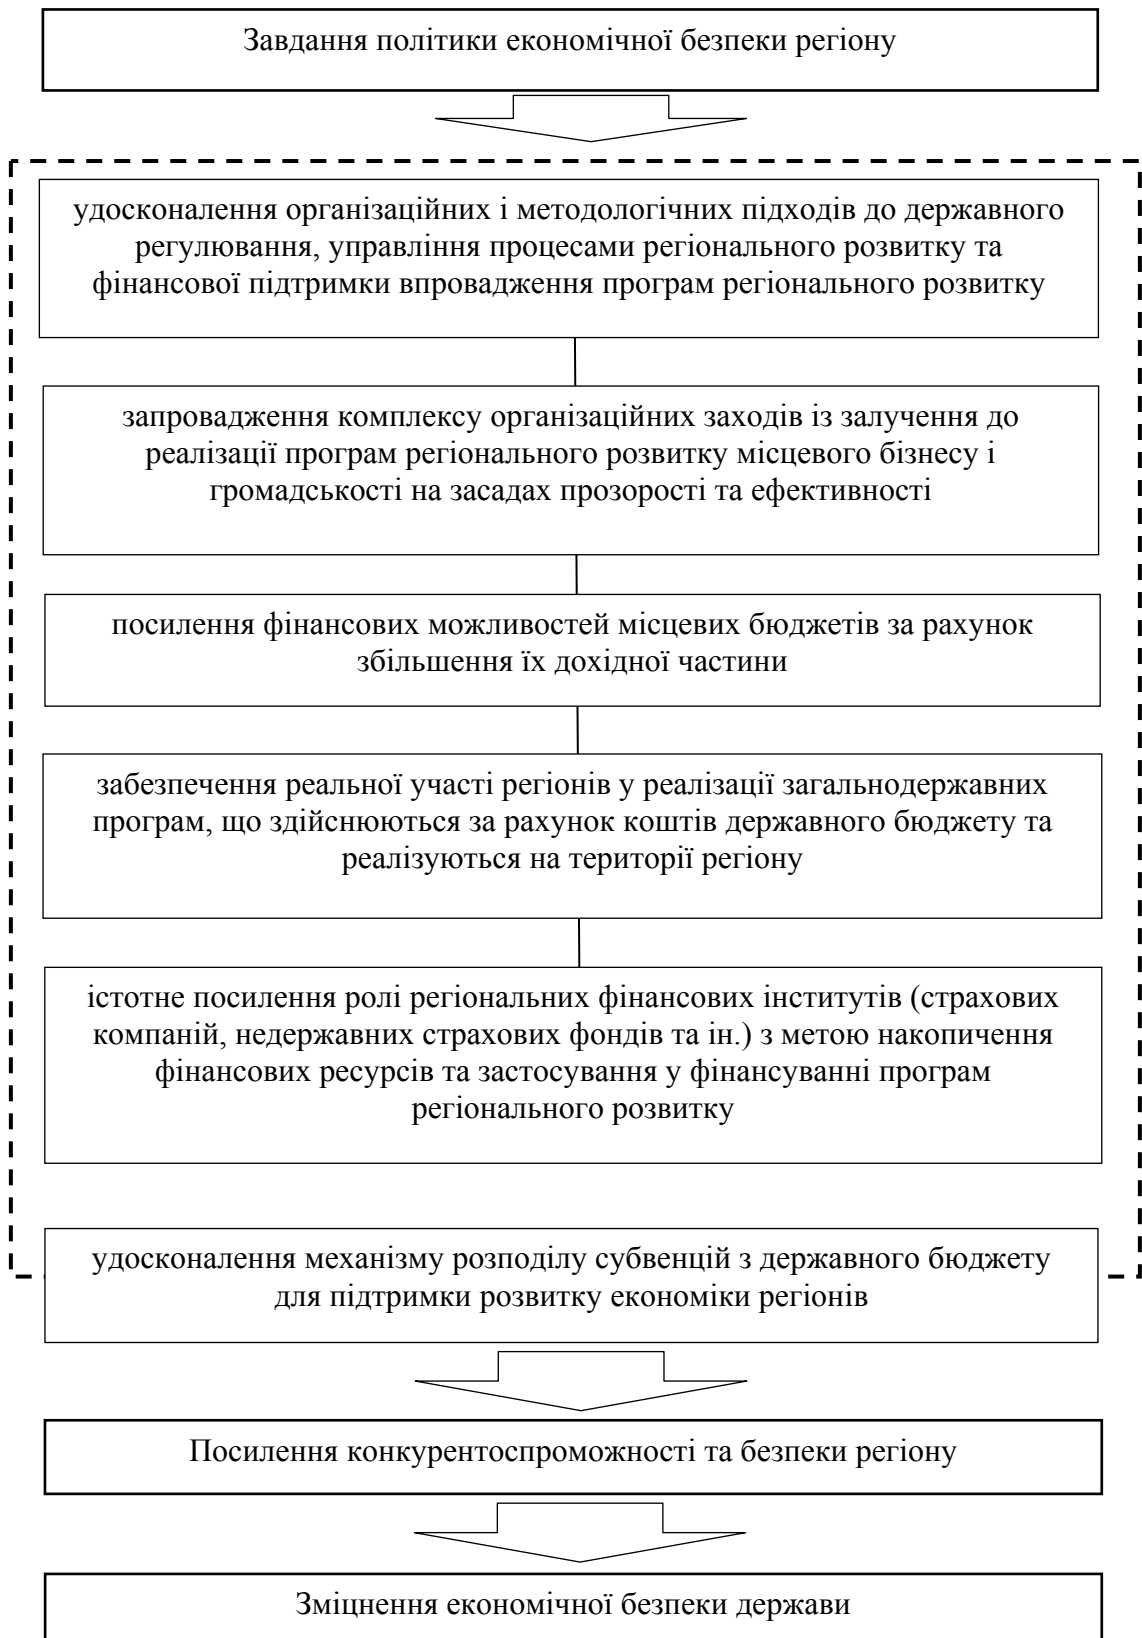 Завдання політики економічної безпеки регіону
удосконалення організаційних і методологічних підходів до державного
регулювання, управління процесами регіонального розвитку та
фінансової підтримки впровадження програм регіонального розвитку
запровадження комплексу організаційних заходів із залучення до
реалізації програм регіонального розвитку місцевого бізнесу і
громадськості на засадах прозорості та ефективності
посилення фінансових можливостей місцевих бюджетів за рахунок
збільшення їх дохідної частини
забезпечення реальної участі регіонів у реалізації загальнодержавних
програм, що здійснюються за рахунок коштів державного бюджету та
реалізуються на території регіону
істотне посилення ролі регіональних фінансових інститутів (страхових
компаній, недержавних страхових фондів та ін.) з метою накопичення
фінансових ресурсів та застосування у фінансуванні програм
регіонального розвитку
удосконалення механізму розподілу субвенцій з державного бюджету
для підтримки розвитку економіки регіонів
Посилення конкурентоспроможності та безпеки регіону
Зміцнення економічної безпеки держави